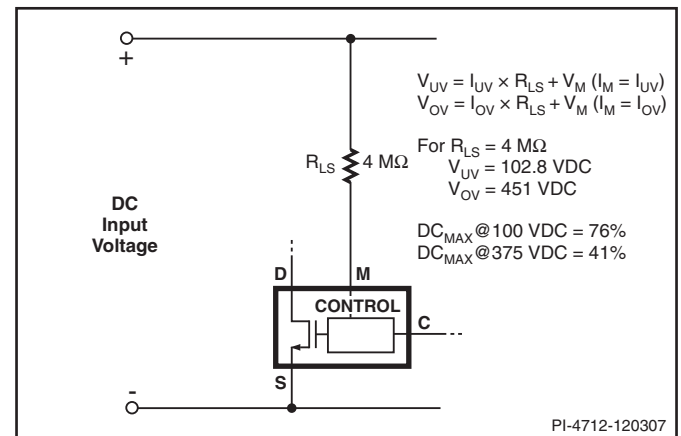 +
V_UV = I_UV × R_LS + V_M (I_M = I_UV)
V_OV = I_OV × R_LS + V_M (I_M = I_OV)
For R_LS = 4 MΩ
V_UV = 102.8 VDC
V_OV = 451 VDC
DC_MAX@100 VDC = 76%
DC_MAX@375 VDC = 41%
R_LS 4 MΩ
DC
Input
Voltage
D M
CONTROL
C
S
-
PI-4712-120307